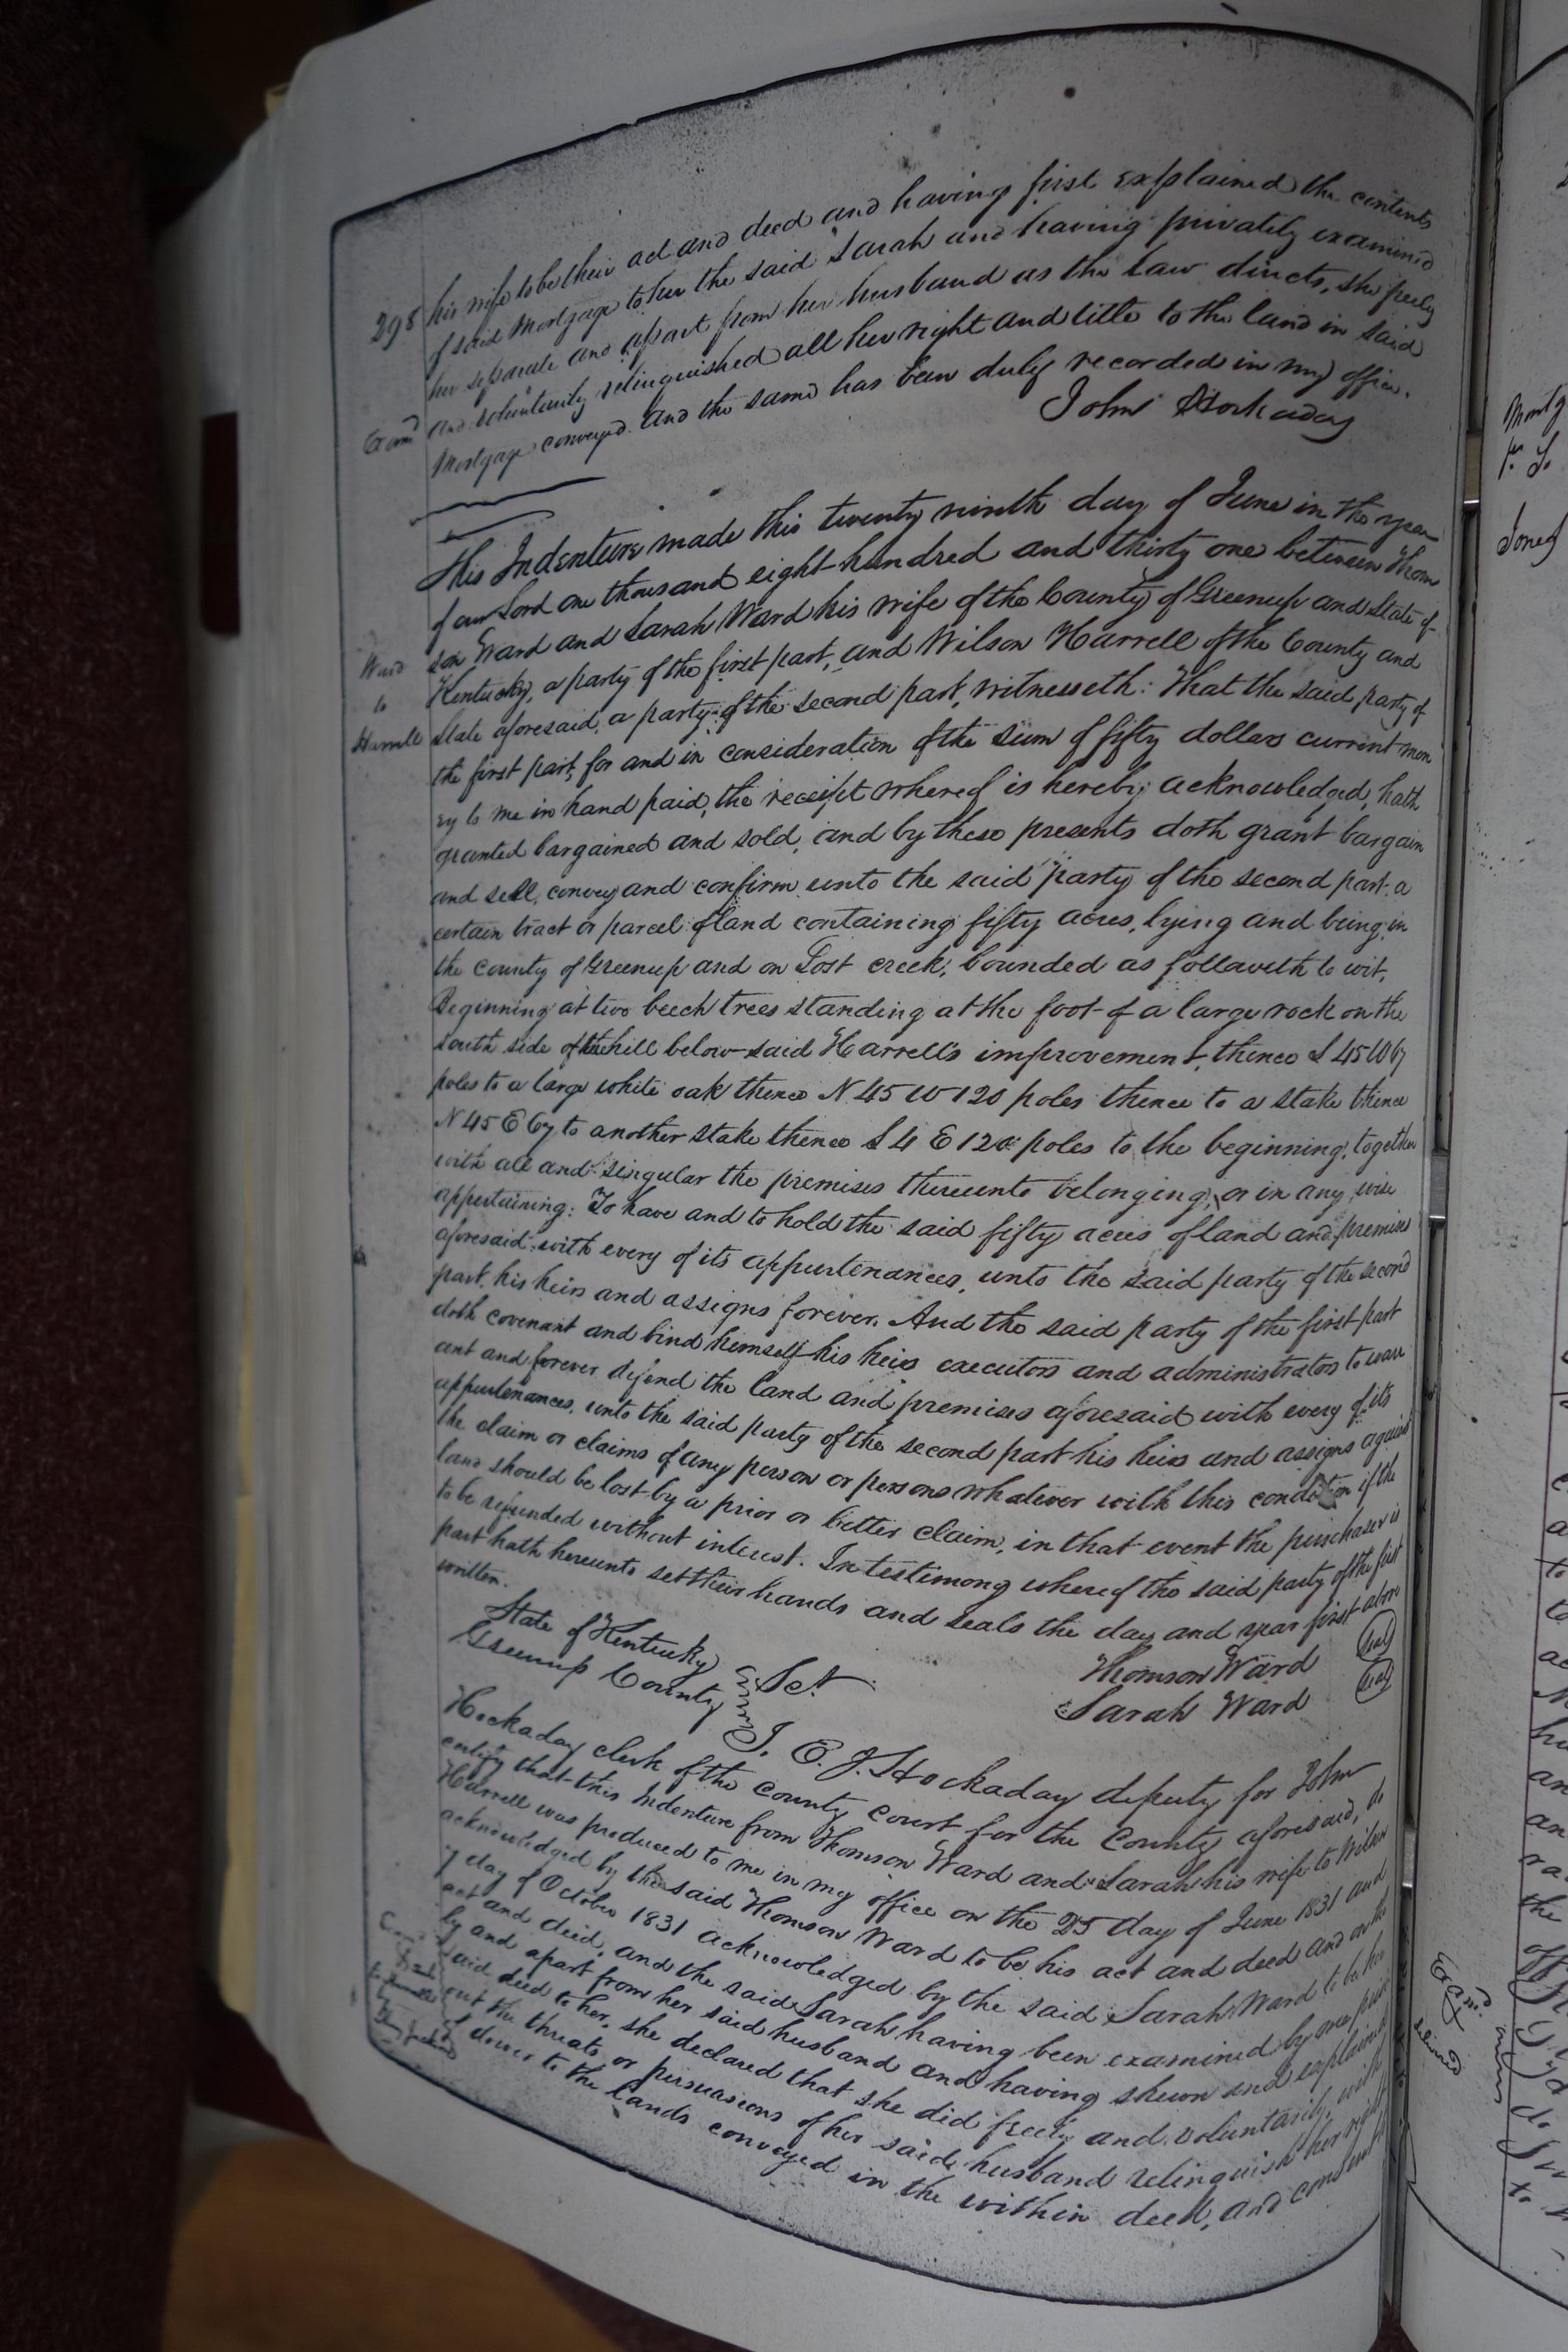 298
his wife to be their act and deed and having first explained the contents
of said Mortgage to her the said Sarah and having privately examined
her separate and apart from her husband as the law directs, she freely
and voluntarily relinquished all her right and title to the land in said
Mortgage conveyed and the same has been duly recorded in my office.
Exam'd
John Hockaday
This Indenture made this twenty ninth day of June in the year
of our Lord one thousand eight hundred and thirty one between Thom
son Ward and Sarah Ward his wife of the County of Greenup and State of
Kentucky, a party of the first part, and Wilson Harrell of the County and
State aforesaid, a party of the second part, witnesseth: That the said party of
Ward
to
Harrell
the first part, for and in consideration of the sum of fifty dollars current mon
ey to me in hand paid, the receipt whereof is hereby acknowledged, hath
granted bargained and sold, and by these presents doth grant bargain
and sell, convey and confirm unto the said party of the second part, a
certain tract or parcel of land containing fifty acres, lying and being in
the county of Greenup and on Lost creek, bounded as followeth to wit,
Beginning at two beech trees standing at the foot of a large rock on the
south side of the hill below said Harrell's improvement, thence S 45 W 67
poles to a large white oak thence N 45 W 120 poles thence to a stake thence
N 45 E 67 to another stake thence S 4 E 120 poles to the beginning, together
with all and singular the premises thereunto belonging, or in any wise
appertaining: To have and to hold the said fifty acres of land and premises
aforesaid with every of its appurtenances, unto the said party of the second
part, his heirs and assigns forever. And the said party of the first part
doth covenant and bind himself his heirs executors and administrators to warr
ant and forever defend the land and premises aforesaid with every of its
appurtenances, unto the said party of the second part his heirs and assigns against
the claim or claims of any person or persons whatever with this condition if the
land should be lost by a prior or better claim, in that event the purchaser is
to be refunded without interest. In testimony whereof the said party of the first
part hath hereunto set their hands and seals the day and year first above
written.
Thomson Ward (Seal)
Sarah Ward (Seal)
State of Kentucky
Greenup County Sct.
I. E. J. Hockaday deputy for John
Hockaday clerk of the county court for the County aforesaid, do
certify that this Indenture from Thomson Ward and Sarah his wife to Wilson
Harrell was produced to me in my office on the 25 day of June 1831 and
acknowledged by the said Thomson Ward to be his act and deed and on the
7 day of October 1831 acknowledged by the said Sarah Ward to be her
act and deed, and the said Sarah having been examined by me priv
ly and apart from her said husband and having shewn and explained
said deed to her, she declared that she did freely and voluntarily, with
out the threats or persuasions of her said husband relinquish her right
of dower to the lands conveyed in the within deed, and consent
Jones